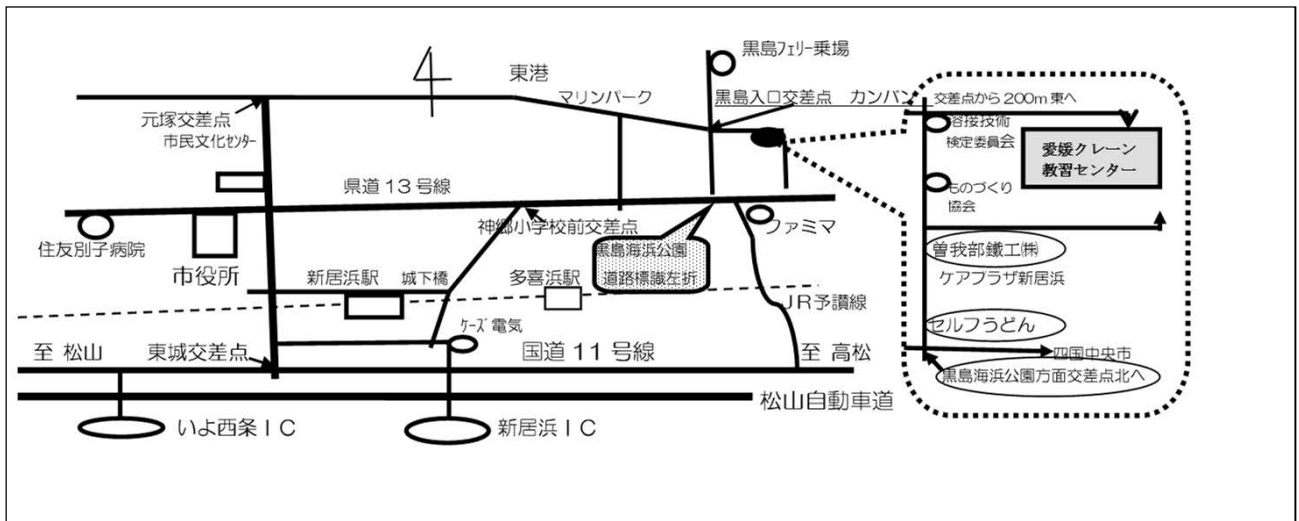 4
東港
黒島フェリー乗場
マリンパーク
黒島入口交差点 カンバン
交差点から200m東へ
元塚交差点
市民文化センター
溶接技術
検定委員会
愛媛クレーン
教習センター
県道13号線
ものづくり
協会
住友別子病院
市役所
神郷小学校前交差点
ファミマ
黒島海浜公園
道路標識左折
曽我部鐵工㈱
ケアプラザ新居浜
新居浜駅
城下橋
多喜浜駅
JR予讃線
セルフうどん
ケーズ電気
至 松山
東城交差点
国道11号線
至 高松
四国中央市
黒島海浜公園方面交差点北へ
松山自動車道
いよ西条IC
新居浜IC